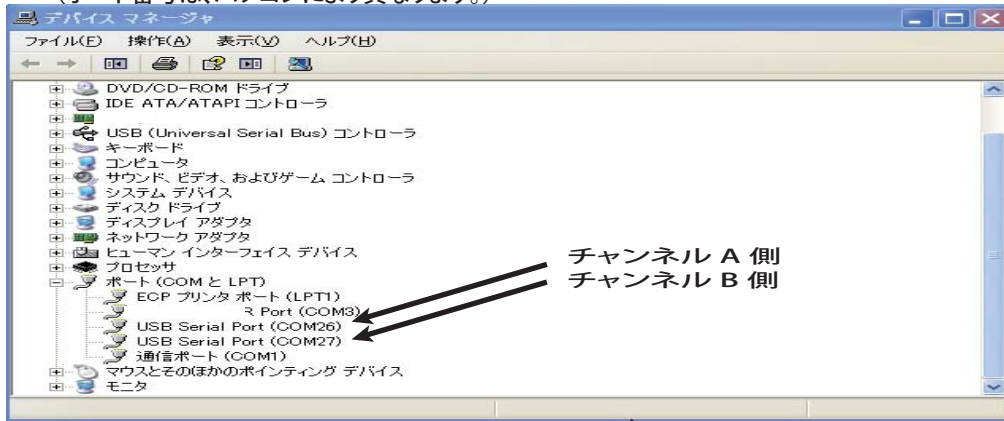 デバイス マネージャ
ファイル(F) 操作(A) 表示(V) ヘルプ(H)
DVD/CD-ROM ドライブ
IDE ATA/ATAPI コントローラ
USB (Universal Serial Bus) コントローラ
キーボード
コンピュータ
サウンド、ビデオ、およびゲーム コントローラ
システム デバイス
ディスク ドライブ
ディスプレイ アダプタ
ネットワーク アダプタ
ヒューマン インターフェイス デバイス
チャンネル A 側
プロセッサ
チャンネル B 側
ポート (COM と LPT)
ECP プリンタ ポート (LPT1)
Port (COM3)
USB Serial Port (COM26)
USB Serial Port (COM27)
通信ポート (COM1)
マウスとそのほかのポインティング デバイス
モニタ